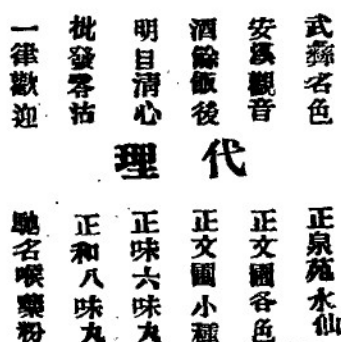 武彝名色
安溪觀音
酒餘飯後
明目清心
批發零沽
一律歡迎
代理
正泉苑水仙
正文圃各色
正文圃小種
正味六味丸
正和八味丸
馳名喉藥粉